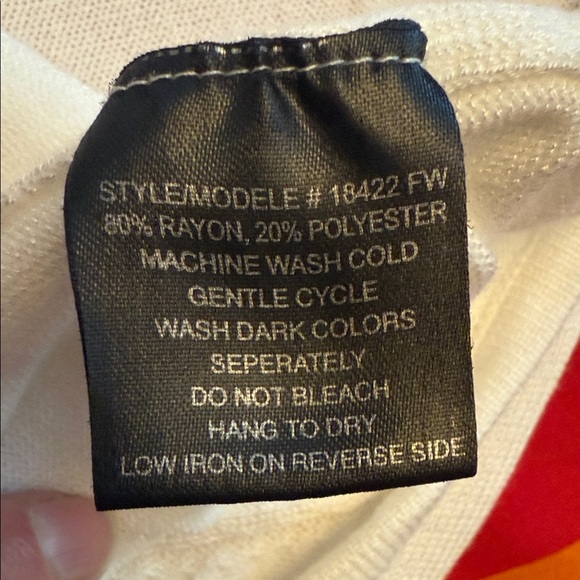 STYLE/MODELE # 18422 FW
80% RAYON, 20% POLYESTER
MACHINE WASH COLD
GENTLE CYCLE
WASH DARK COLORS
SEPERATELY
DO NOT BLEACH
HANG TO DRY
LOW IRON ON REVERSE SIDE